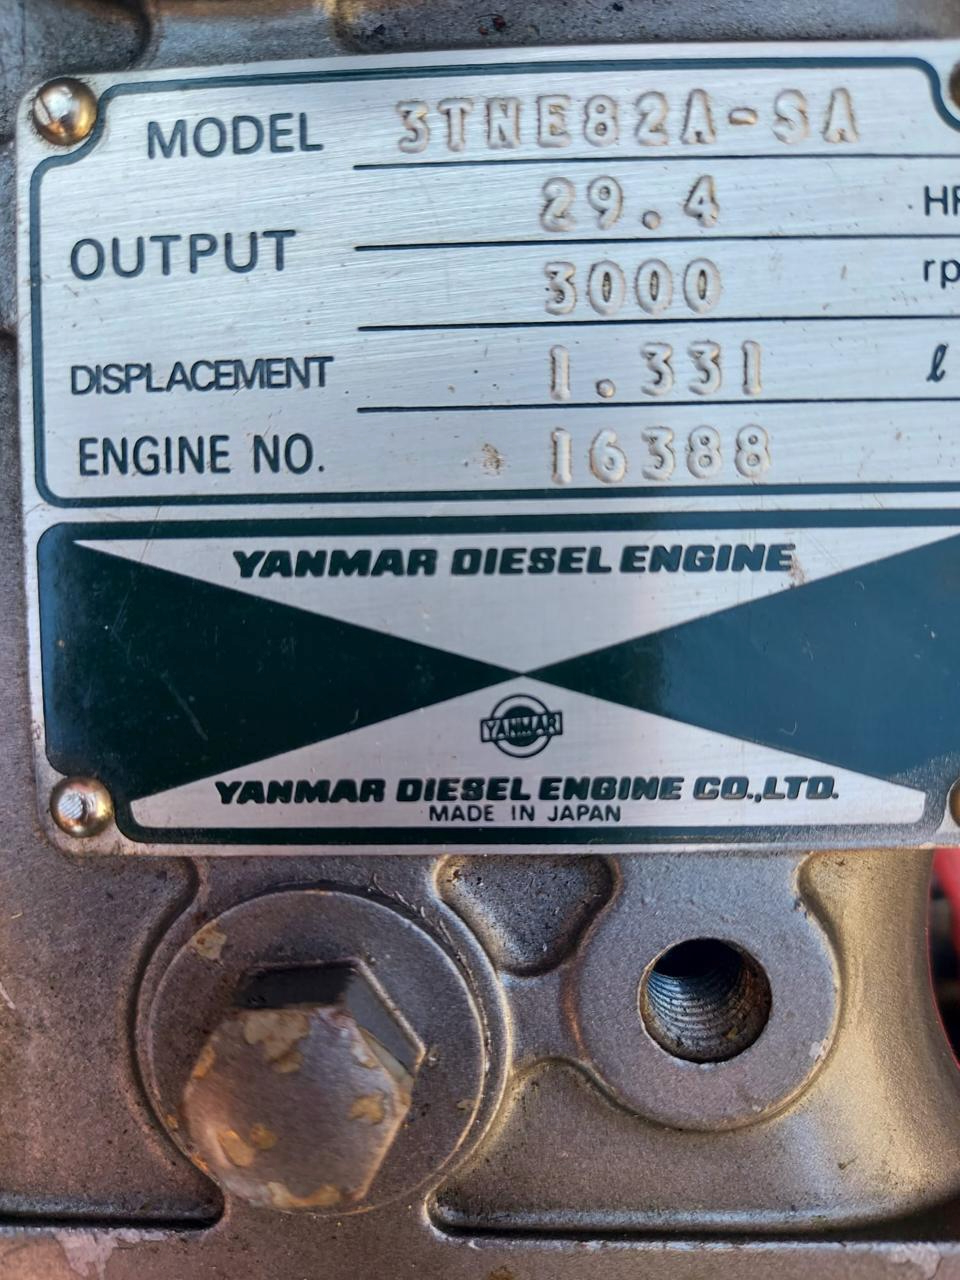 MODEL 3TNE82A-SA
OUTPUT 29.4 HP
3000 rp
DISPLACEMENT 1.331 ℓ
ENGINE NO. 16388
YANMAR DIESEL ENGINE
YANMAR
YANMAR DIESEL ENGINE CO.,LTD.
MADE IN JAPAN